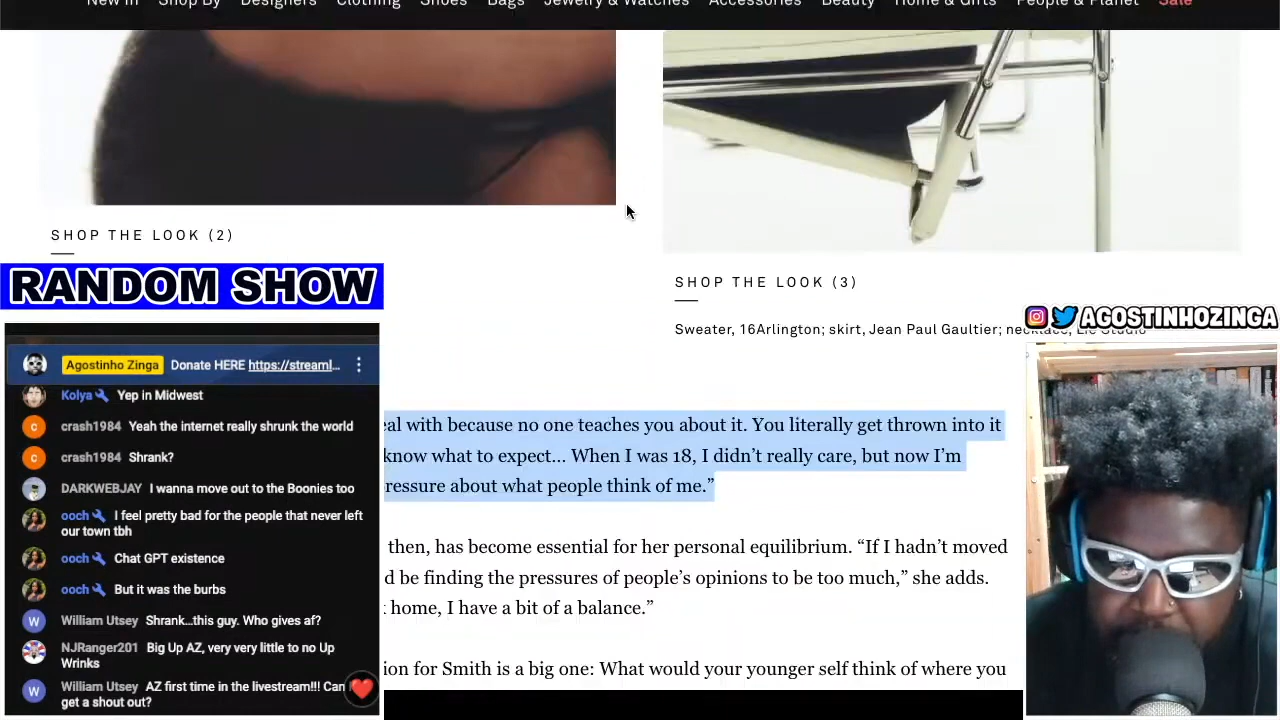 New In Shop By Designers Clothing Shoes Bags Jewelry & Watches Accessories Beauty Home & Gifts People & Planet Sale
SHOP THE LOOK (2)
SHOP THE LOOK (3)
Sweater, 16Arlington; skirt, Jean Paul Gaultier;
RANDOM SHOW
AGOSTINHOZINGA
Agostinho Zinga Donate HERE https://streaml...
Kolya Yep in Midwest
C crash1984 Yeah the internet really shrunk the world
C crash1984 Shrank?
DARKWEBJAY I wanna move out to the Boonies too
ooch I feel pretty bad for the people that never left
our town tbh
ooch Chat GPT existence
ooch But it was the burbs
W William Utsey Shrank...this guy. Who gives af?
NJRanger201 Big Up AZ, very very little to no Up
Wrinks
W William Utsey AZ first time in the livestream!!! Can
get a shout out?
eal with because no one teaches you about it. You literally get thrown into it
know what to expect... When I was 18, I didn't really care, but now I'm
ressure about what people think of me.”
then, has become essential for her personal equilibrium. “If I hadn't moved
d be finding the pressures of people's opinions to be too much,” she adds.
home, I have a bit of a balance.”
ion for Smith is a big one: What would your younger self think of where you